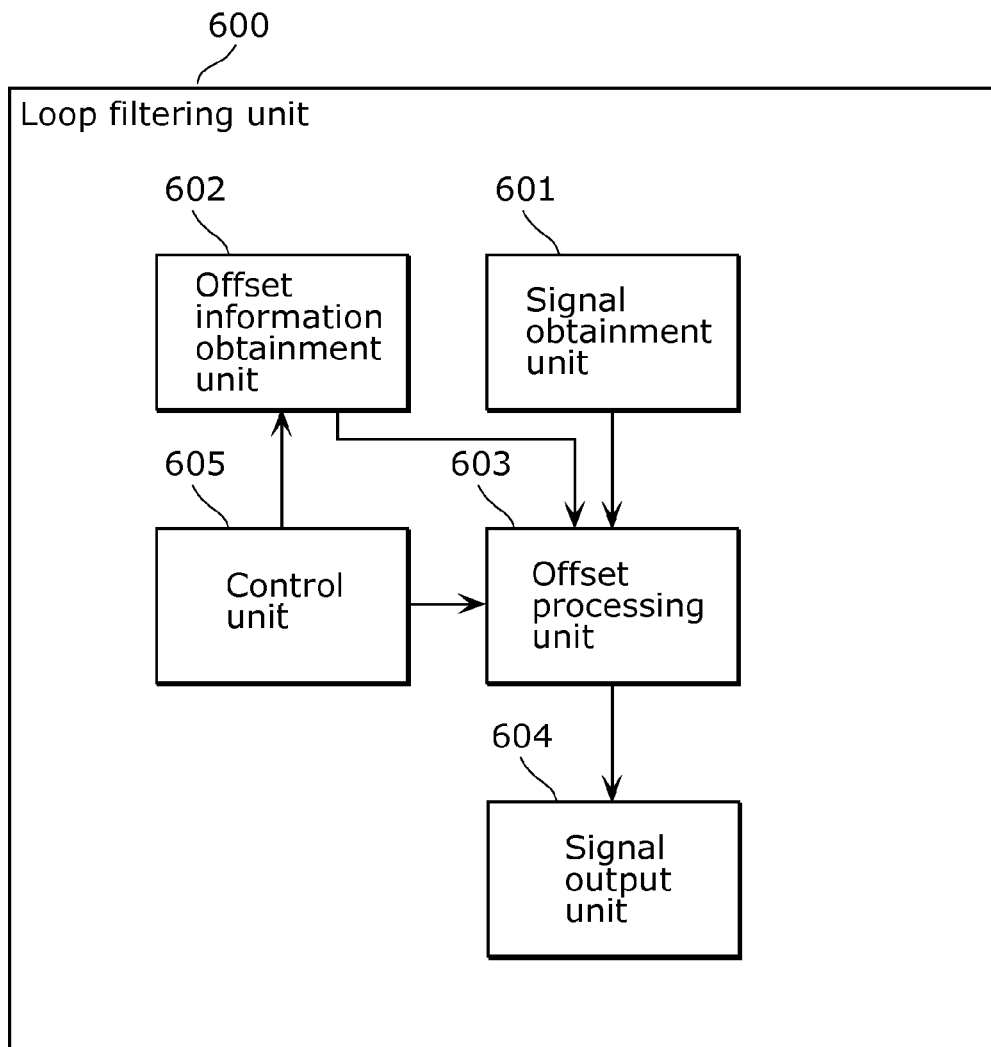 600
Loop filtering unit
602
601
Offset
information
obtainment
unit
Signal
obtainment
unit
605
603
Control
unit
Offset
processing
unit
604
Signal
output
unit